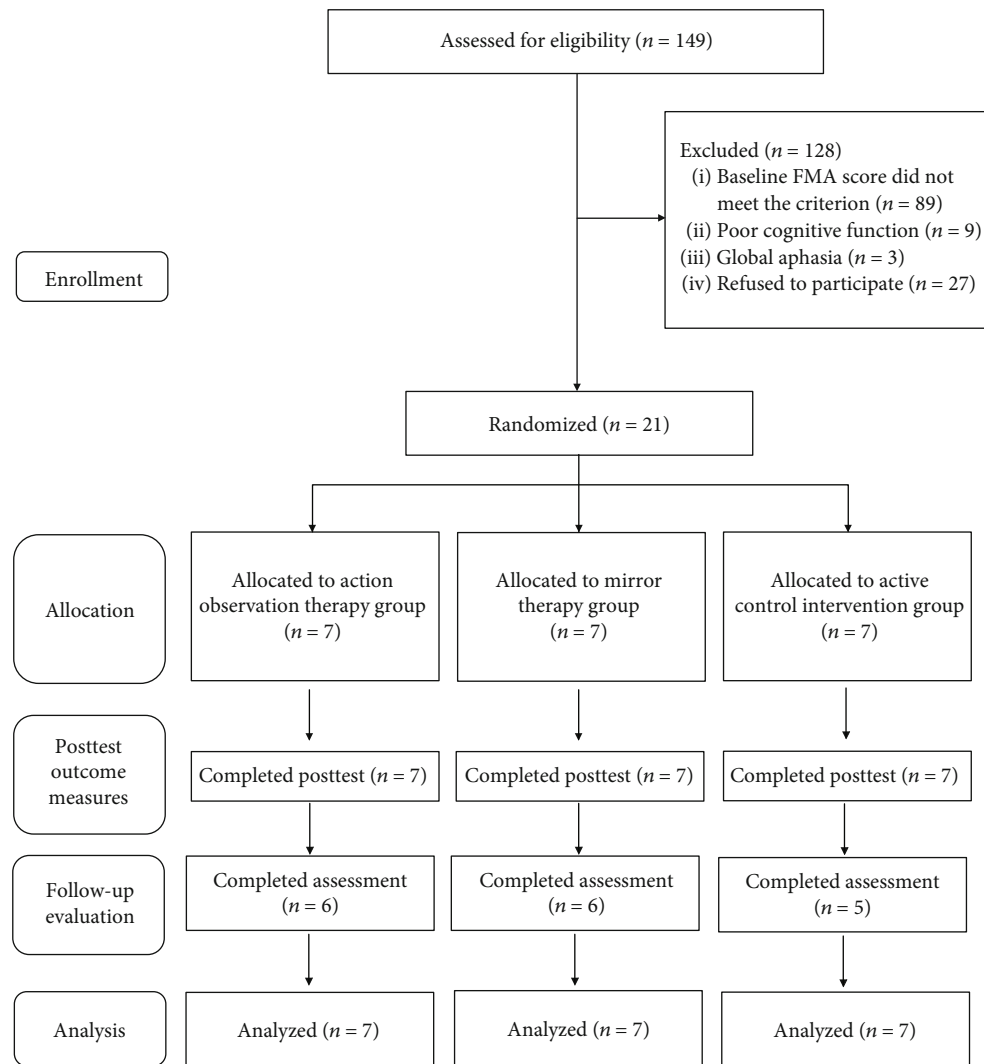 Assessed for eligibility (n = 149)
Excluded (n = 128)
(i) Baseline FMA score did not
meet the criterion (n = 89)
(ii) Poor cognitive function (n = 9)
(iii) Global aphasia (n = 3)
(iv) Refused to participate (n = 27)
Enrollment
Randomized (n = 21)
Allocation
Allocated to action
observation therapy group
(n = 7)
Allocated to mirror
therapy group
(n = 7)
Allocated to active
control intervention group
(n = 7)
Posttest
outcome
measures
Completed posttest (n = 7)
Completed posttest (n = 7)
Completed posttest (n = 7)
Follow-up
evaluation
Completed assessment
(n = 6)
Completed assessment
(n = 6)
Completed assessment
(n = 5)
Analysis
Analyzed (n = 7)
Analyzed (n = 7)
Analyzed (n = 7)